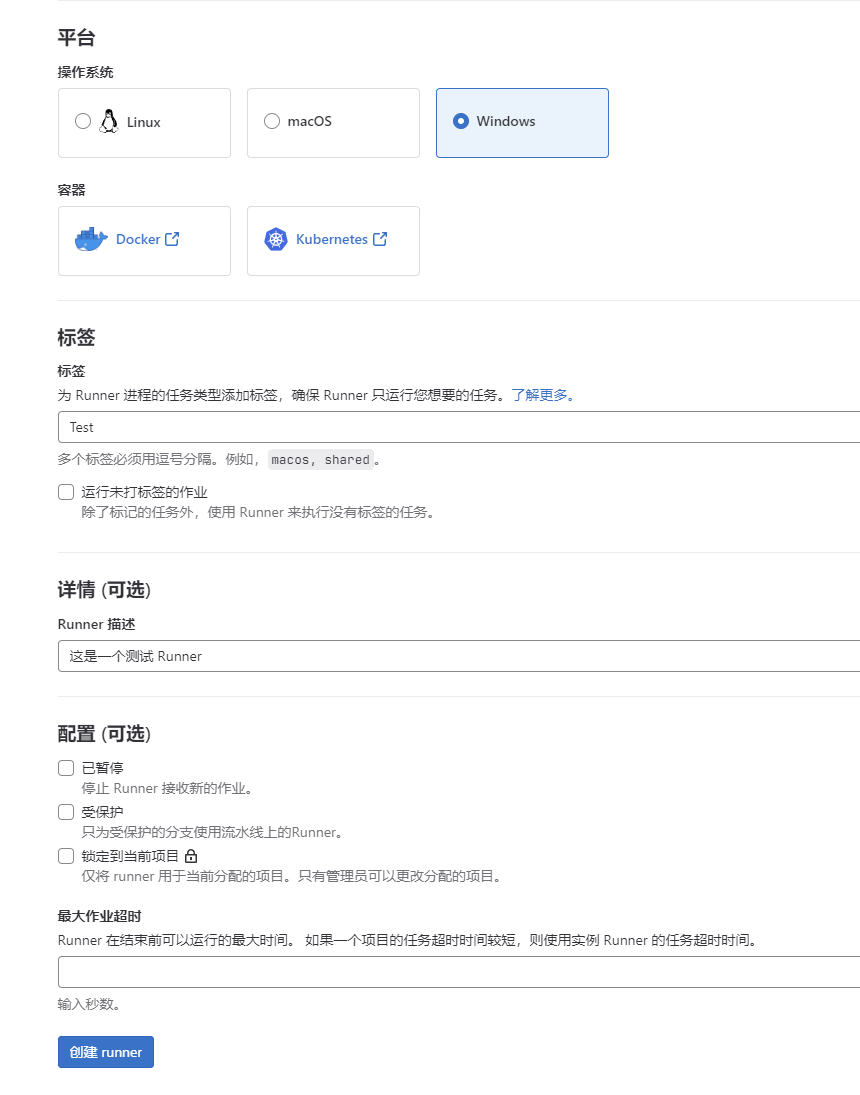 平台
操作系统
Linux
macOS
Windows
容器
Docker
Kubernetes
标签
标签
为 Runner 进程的任务类型添加标签，确保 Runner 只运行您想要的任务。了解更多。
Test
多个标签必须用逗号分隔。例如， macos, shared 。
运行未打标签的作业
除了标记的任务外，使用 Runner 来执行没有标签的任务。
详情 (可选)
Runner 描述
这是一个测试 Runner
配置 (可选)
已暂停
停止 Runner 接收新的作业。
受保护
只为受保护的分支使用流水线上的Runner。
锁定到当前项目
仅将 runner 用于当前分配的项目。只有管理员可以更改分配的项目。
最大作业超时
Runner 在结束前可以运行的最大时间。 如果一个项目的任务超时时间较短，则使用实例 Runner 的任务超时时间。
输入秒数。
创建 runner